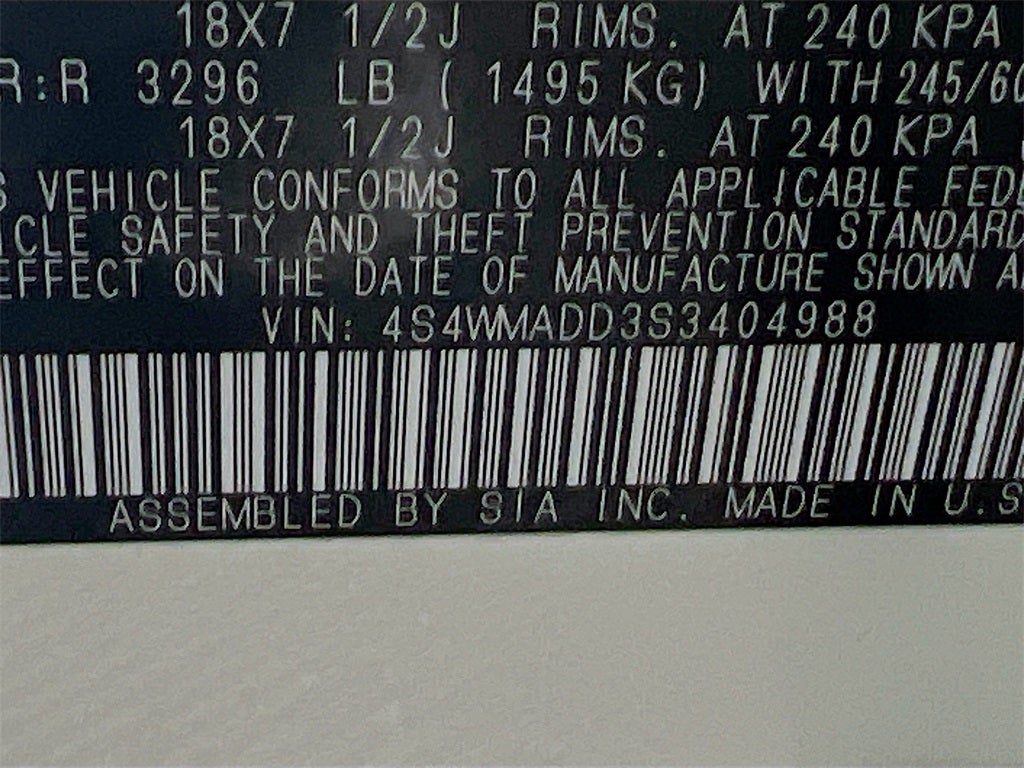 18X7 1/2J RIMS. AT 240 KPA
R:R 3296 LB ( 1495 KG) WITH 245/60
18X7 1/2J RIMS. AT 240 KPA
S VEHICLE CONFORMS TO ALL APPLICABLE FEDE
ICLE SAFETY AND THEFT PREVENTION STANDARD
EFFECT ON THE DATE OF MANUFACTURE SHOWN A
VIN: 4S4WMADD3S3404988
ASSEMBLED BY SIA INC. MADE IN U.S